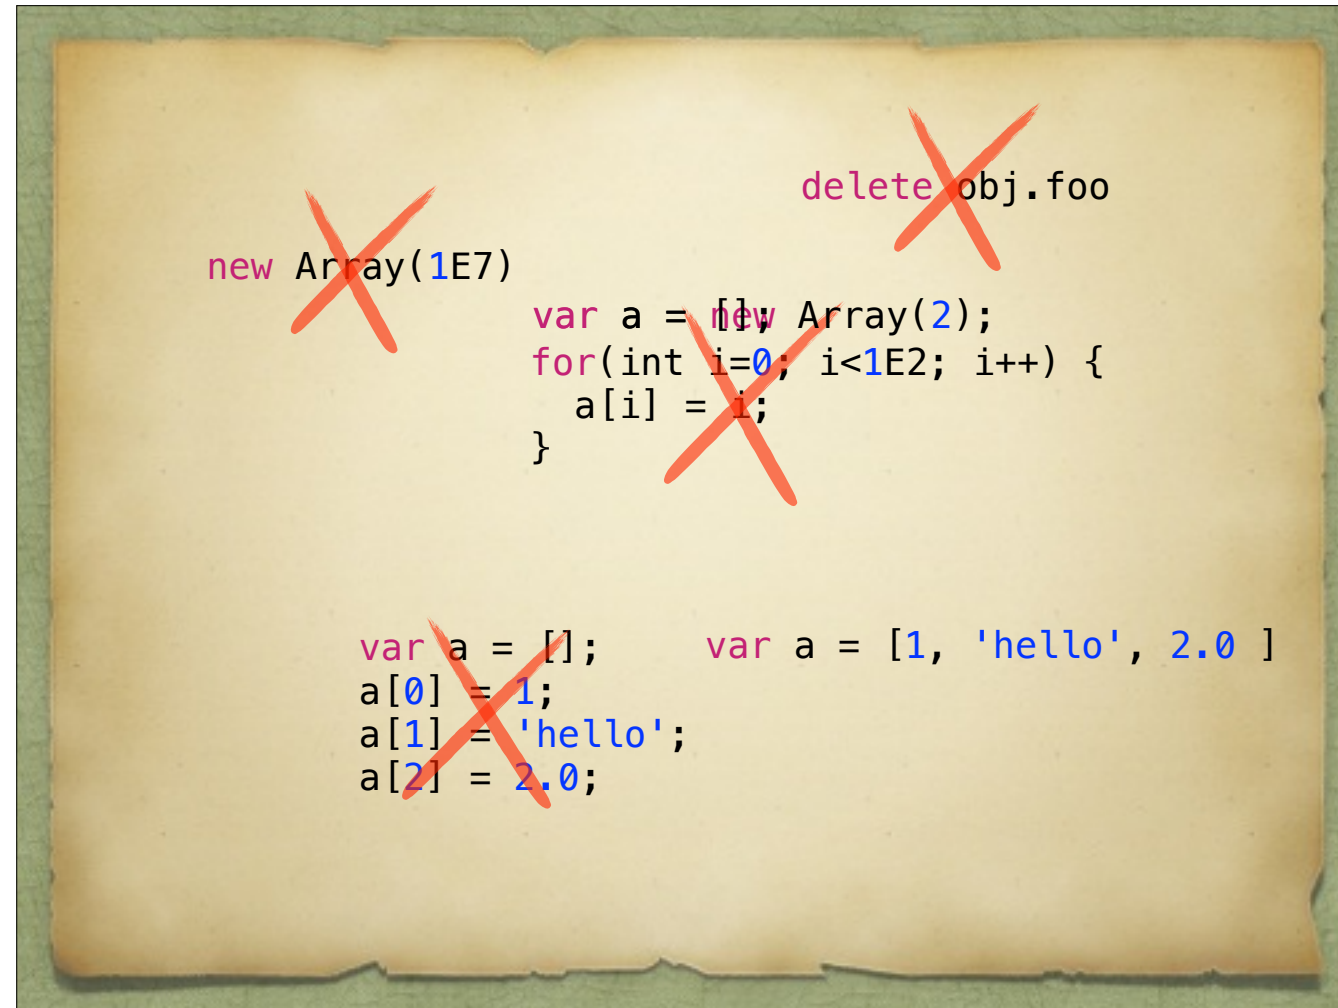 delete obj.foo
new Array(1E7)
var a = []; new Array(2);
for(int i=0; i<1E2; i++) {
  a[i] = i;
}
var a = [];
a[0] = 1;
a[1] = 'hello';
a[2] = 2.0;
var a = [1, 'hello', 2.0 ]